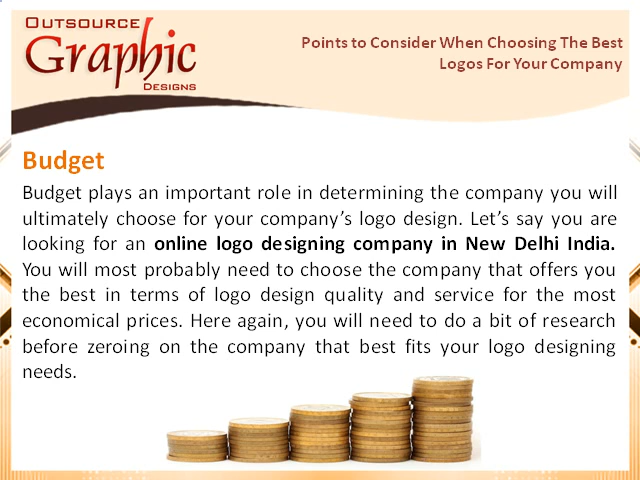 Outsource
Graphic
Designs
Points to Consider When Choosing The Best
Logos For Your Company
Budget
Budget plays an important role in determining the company you will
ultimately choose for your company’s logo design. Let’s say you are
looking for an online logo designing company in New Delhi India.
You will most probably need to choose the company that offers you
the best in terms of logo design quality and service for the most
economical prices. Here again, you will need to do a bit of research
before zeroing on the company that best fits your logo designing
needs.